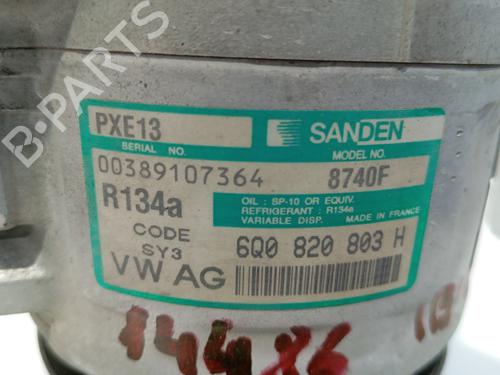 B-PARTS
PXE13
SANDEN
SERIAL NO.
MODEL NO.
00389107364
8740F
R134a
OIL : SP-10 OR EQUIV.
REFRIGERANT : R134a
VARIABLE DISP. MADE IN FRANCE
CODE
SY3
6Q0 820 803 H
VW AG
14486